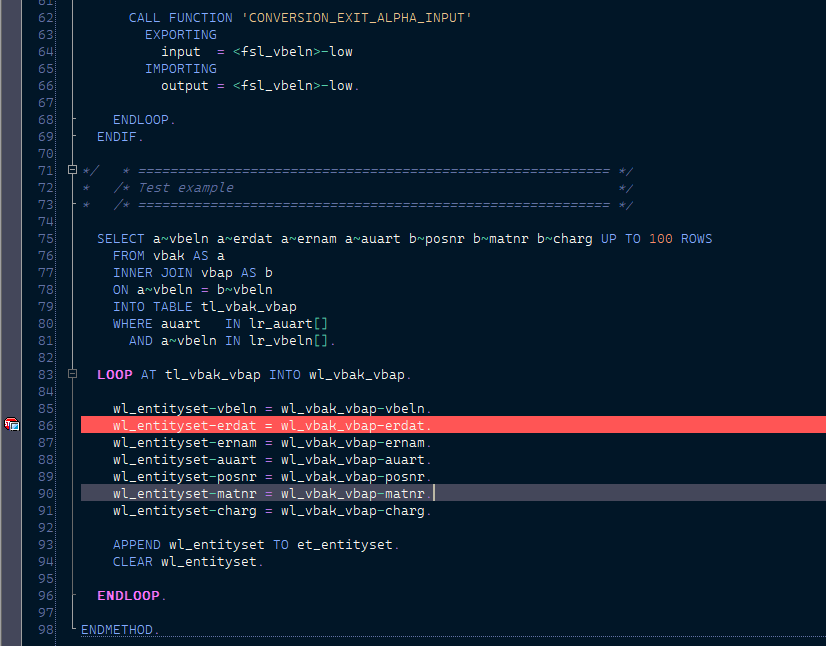 61
62 CALL FUNCTION 'CONVERSION_EXIT_ALPHA_INPUT'
63 EXPORTING
64 input  = <fsl_vbeln>-low
65 IMPORTING
66 output = <fsl_vbeln>-low.
67
68 ENDLOOP.
69 ENDIF.
70
71 */   * =========================================================== */
72 *   /* Test example                                                */
73 *   /* =========================================================== */
74
75 SELECT a~vbeln a~erdat a~ernam a~auart b~posnr b~matnr b~charg UP TO 100 ROWS
76 FROM vbak AS a
77 INNER JOIN vbap AS b
78 ON a~vbeln = b~vbeln
79 INTO TABLE tl_vbak_vbap
80 WHERE auart   IN lr_auart[]
81 AND a~vbeln IN lr_vbeln[].
82
83 LOOP AT tl_vbak_vbap INTO wl_vbak_vbap.
84
85 wl_entityset-vbeln = wl_vbak_vbap-vbeln.
86 wl_entityset-erdat = wl_vbak_vbap-erdat.
87 wl_entityset-ernam = wl_vbak_vbap-ernam.
88 wl_entityset-auart = wl_vbak_vbap-auart.
89 wl_entityset-posnr = wl_vbak_vbap-posnr.
90 wl_entityset-matnr = wl_vbak_vbap-matnr.
91 wl_entityset-charg = wl_vbak_vbap-charg.
92
93 APPEND wl_entityset TO et_entityset.
94 CLEAR wl_entityset.
95
96 ENDLOOP.
97
98 ENDMETHOD.